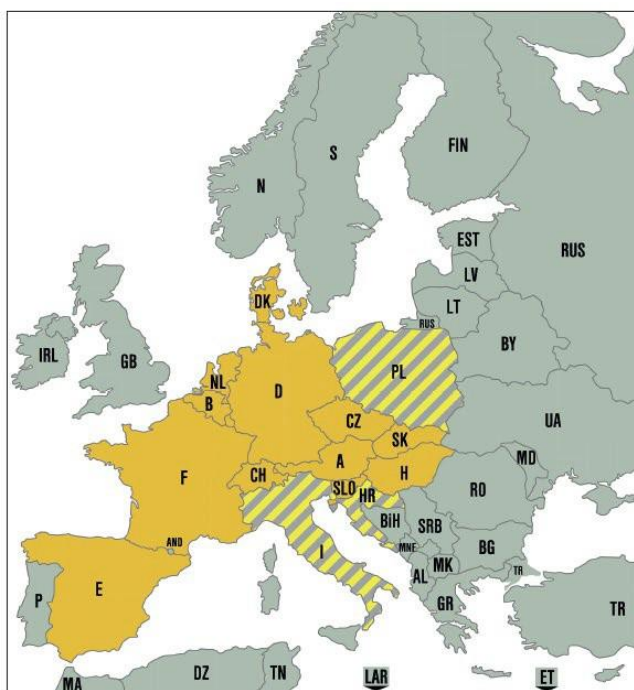 S
FIN
N
EST
RUS
LV
DK
LT
RUS
IRL
GB
BY
NL
PL
D
B
CZ
UA
SK
MD
A
H
CH
F
SLO
RO
HR
BiH
SRB
AND
MNE
BG
I
MK
TR
E
AL
P
GR
TR
DZ
TN
MA
LAR
ET